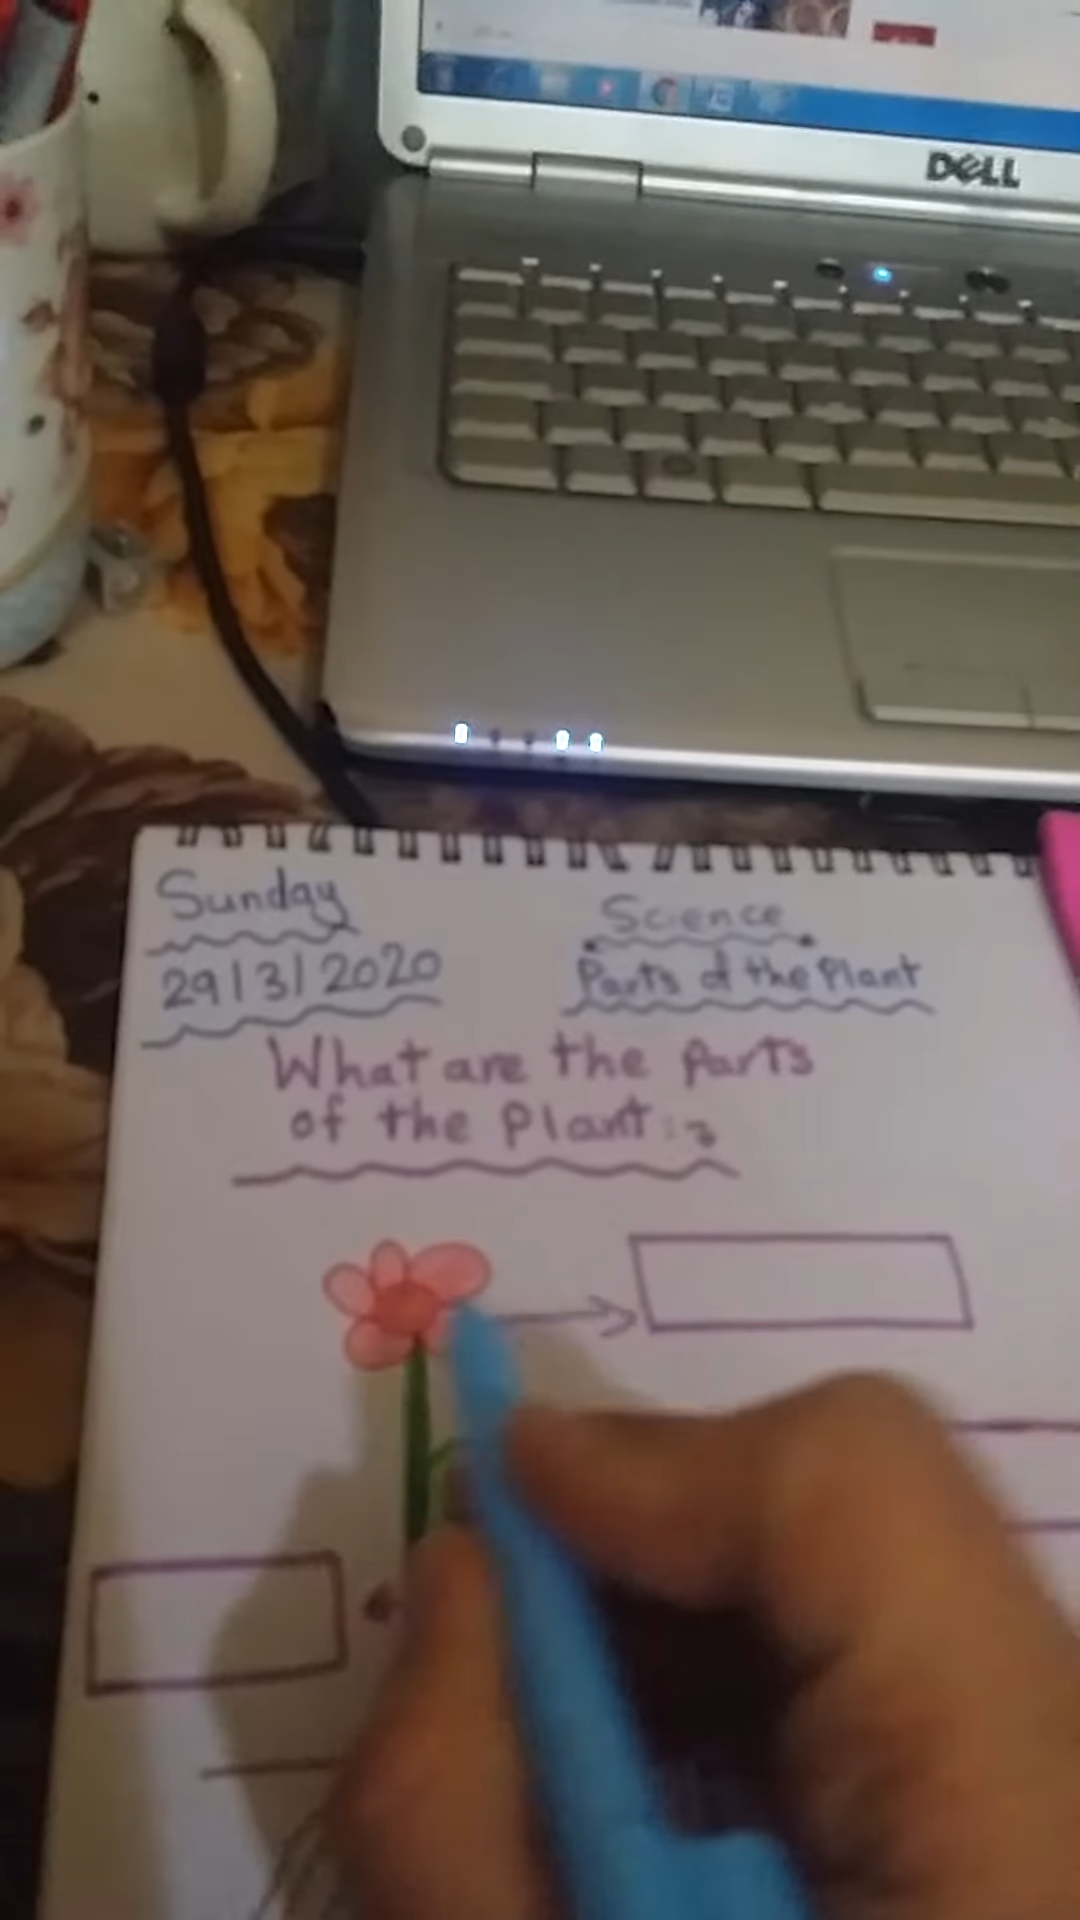 DELL
Sunday
29/3/2020
Science
Parts of the Plant
What are the Parts
of the Plant:?